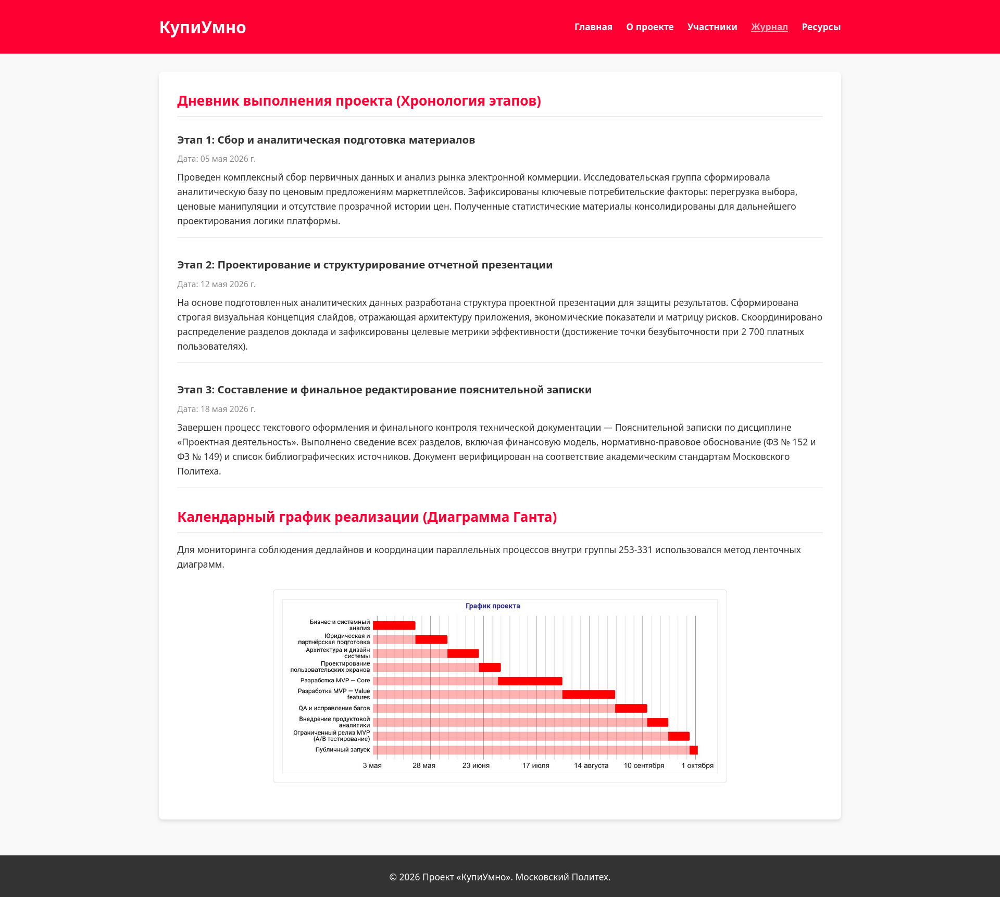 КупиУмно
Главная О проекте Участники Журнал Ресурсы
Дневник выполнения проекта (Хронология этапов)
Этап 1: Сбор и аналитическая подготовка материалов
Дата: 05 мая 2026 г.
Проведен комплексный сбор первичных данных и анализ рынка электронной коммерции. Исследовательская группа сформировала
аналитическую базу по ценовым предложениям маркетплейсов. Зафиксированы ключевые потребительские факторы: перегрузка выбора,
ценовые манипуляции и отсутствие прозрачной истории цен. Полученные статистические материалы консолидированы для дальнейшего
проектирования логики платформы.
Этап 2: Проектирование и структурирование отчетной презентации
Дата: 12 мая 2026 г.
На основе подготовленных аналитических данных разработана структура проектной презентации для защиты результатов. Сформирована
строгая визуальная концепция слайдов, отражающая архитектуру приложения, экономические показатели и матрицу рисков. Скоординировано
распределение разделов доклада и зафиксированы целевые метрики эффективности (достижение точки безубыточности при 2 700 платных
пользователях).
Этап 3: Составление и финальное редактирование пояснительной записки
Дата: 18 мая 2026 г.
Завершен процесс текстового оформления и финального контроля технической документации — Пояснительной записки по дисциплине
«Проектная деятельность». Выполнено сведение всех разделов, включая финансовую модель, нормативно-правовое обоснование (ФЗ № 152 и
ФЗ № 149) и список библиографических источников. Документ верифицирован на соответствие академическим стандартам Московского
Политеха.
Календарный график реализации (Диаграмма Ганта)
Для мониторинга соблюдения дедлайнов и координации параллельных процессов внутри группы 253-331 использовался метод ленточных
диаграмм.
График проекта
Бизнес и системный
анализ
Юридическая и
партнёрская подготовка
Архитектура и дизайн
системы
Проектирование
пользовательских экранов
Разработка MVP — Core
Разработка MVP — Value
features
QA и исправление багов
Внедрение продуктовой
аналитики
Ограниченный релиз MVP
(A/B тестирование)
Публичный запуск
3 мая 28 мая 23 июня 17 июля 14 августа 10 сентября 1 октября
© 2026 Проект «КупиУмно». Московский Политех.